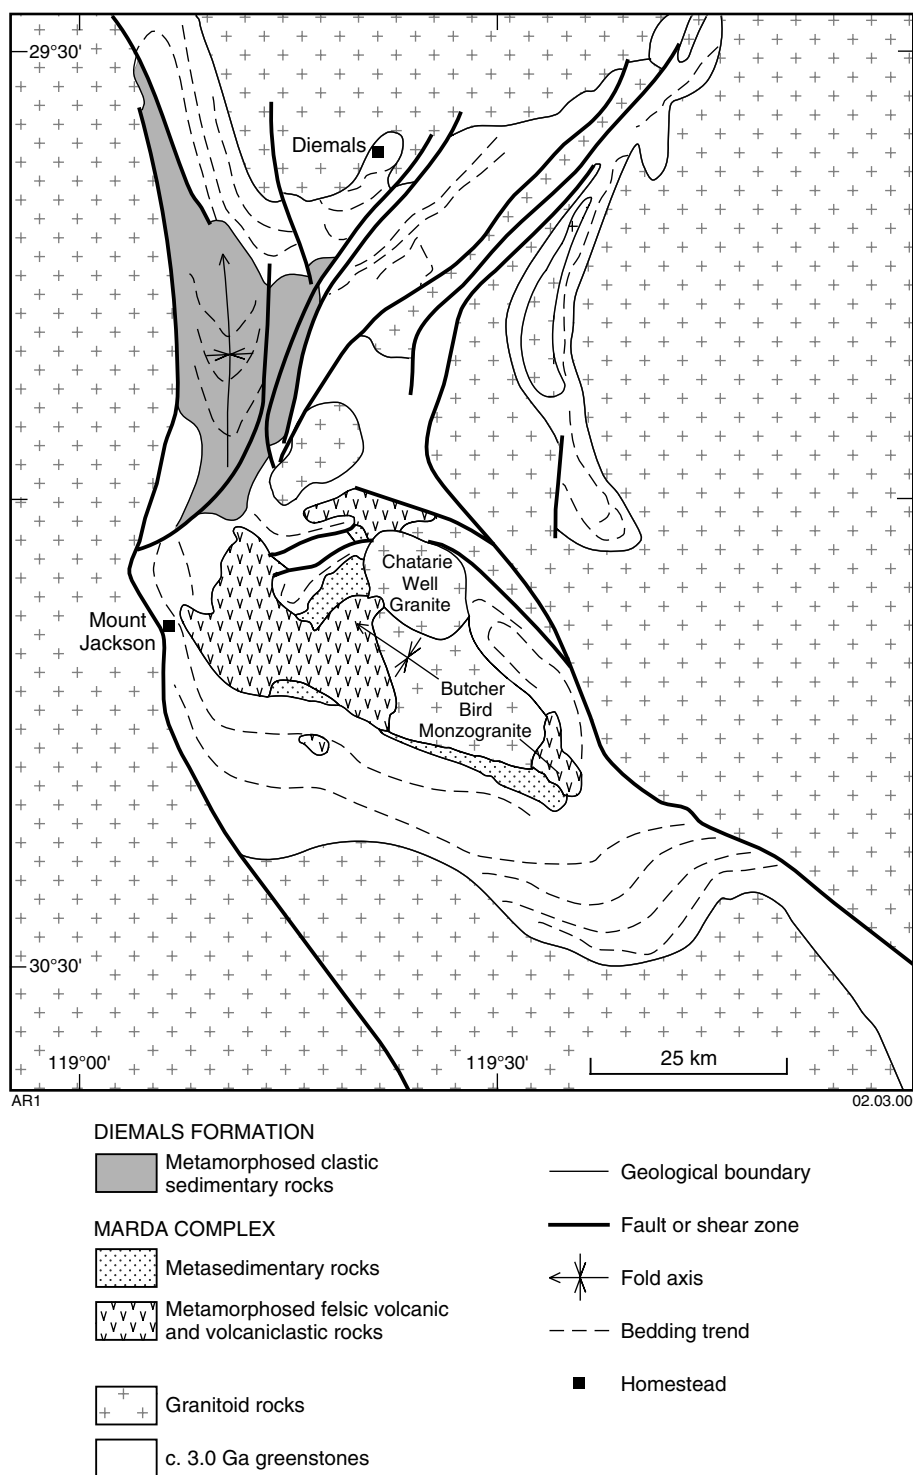 29°30'
Diemals
Chatarie
Well
Granite
Mount
Jackson
Butcher
Bird
Monzogranite
30°30'
119°00'
119°30'
25 km
AR1
02.03.00
DIEMALS FORMATION
Metamorphosed clastic
sedimentary rocks
MARDA COMPLEX
Metasedimentary rocks
Metamorphosed felsic volcanic
and volcaniclastic rocks
Granitoid rocks
c. 3.0 Ga greenstones
Geological boundary
Fault or shear zone
Fold axis
Bedding trend
Homestead